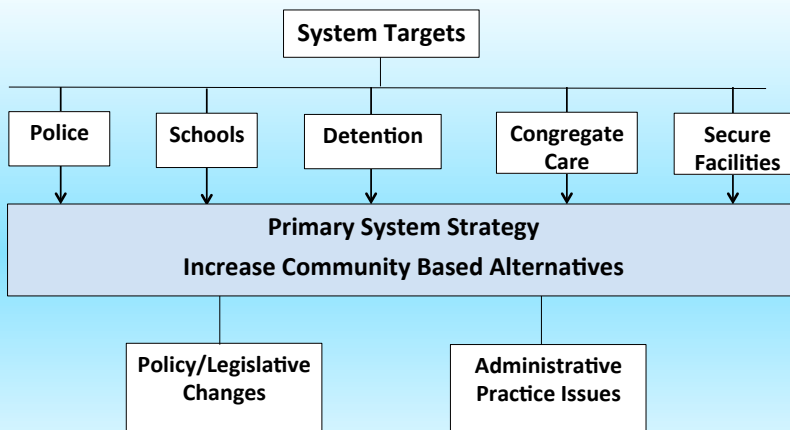 System Targets
Police
Schools
Detention
Congregate
Care
Secure
Facilities
Primary System Strategy
Increase Community Based Alternatives
Policy/Legislative
Changes
Administrative
Practice Issues